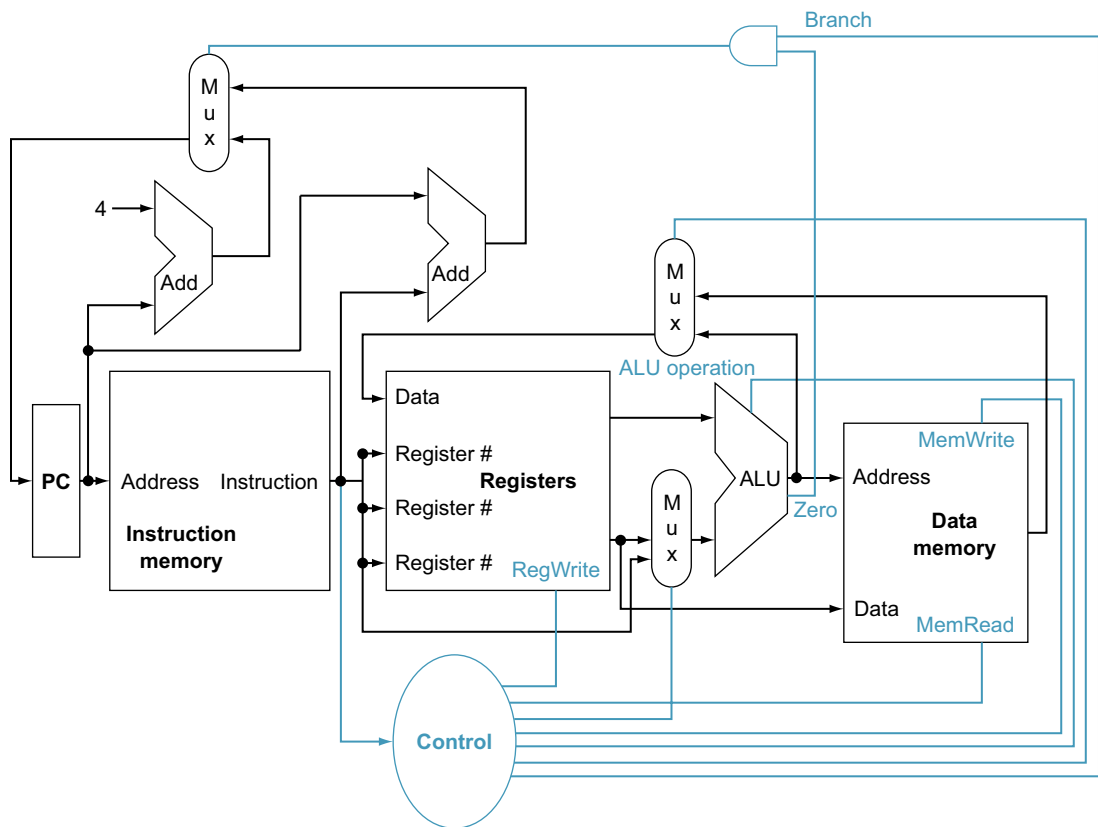 Branch
M
u
x
4
Add
Add
M
u
x
ALU operation
Data
Register #
Registers
Register #
Register #
RegWrite
PC
Address
Instruction
Instruction
memory
M
u
x
ALU
Zero
MemWrite
Address
Data
memory
Data
MemRead
Control